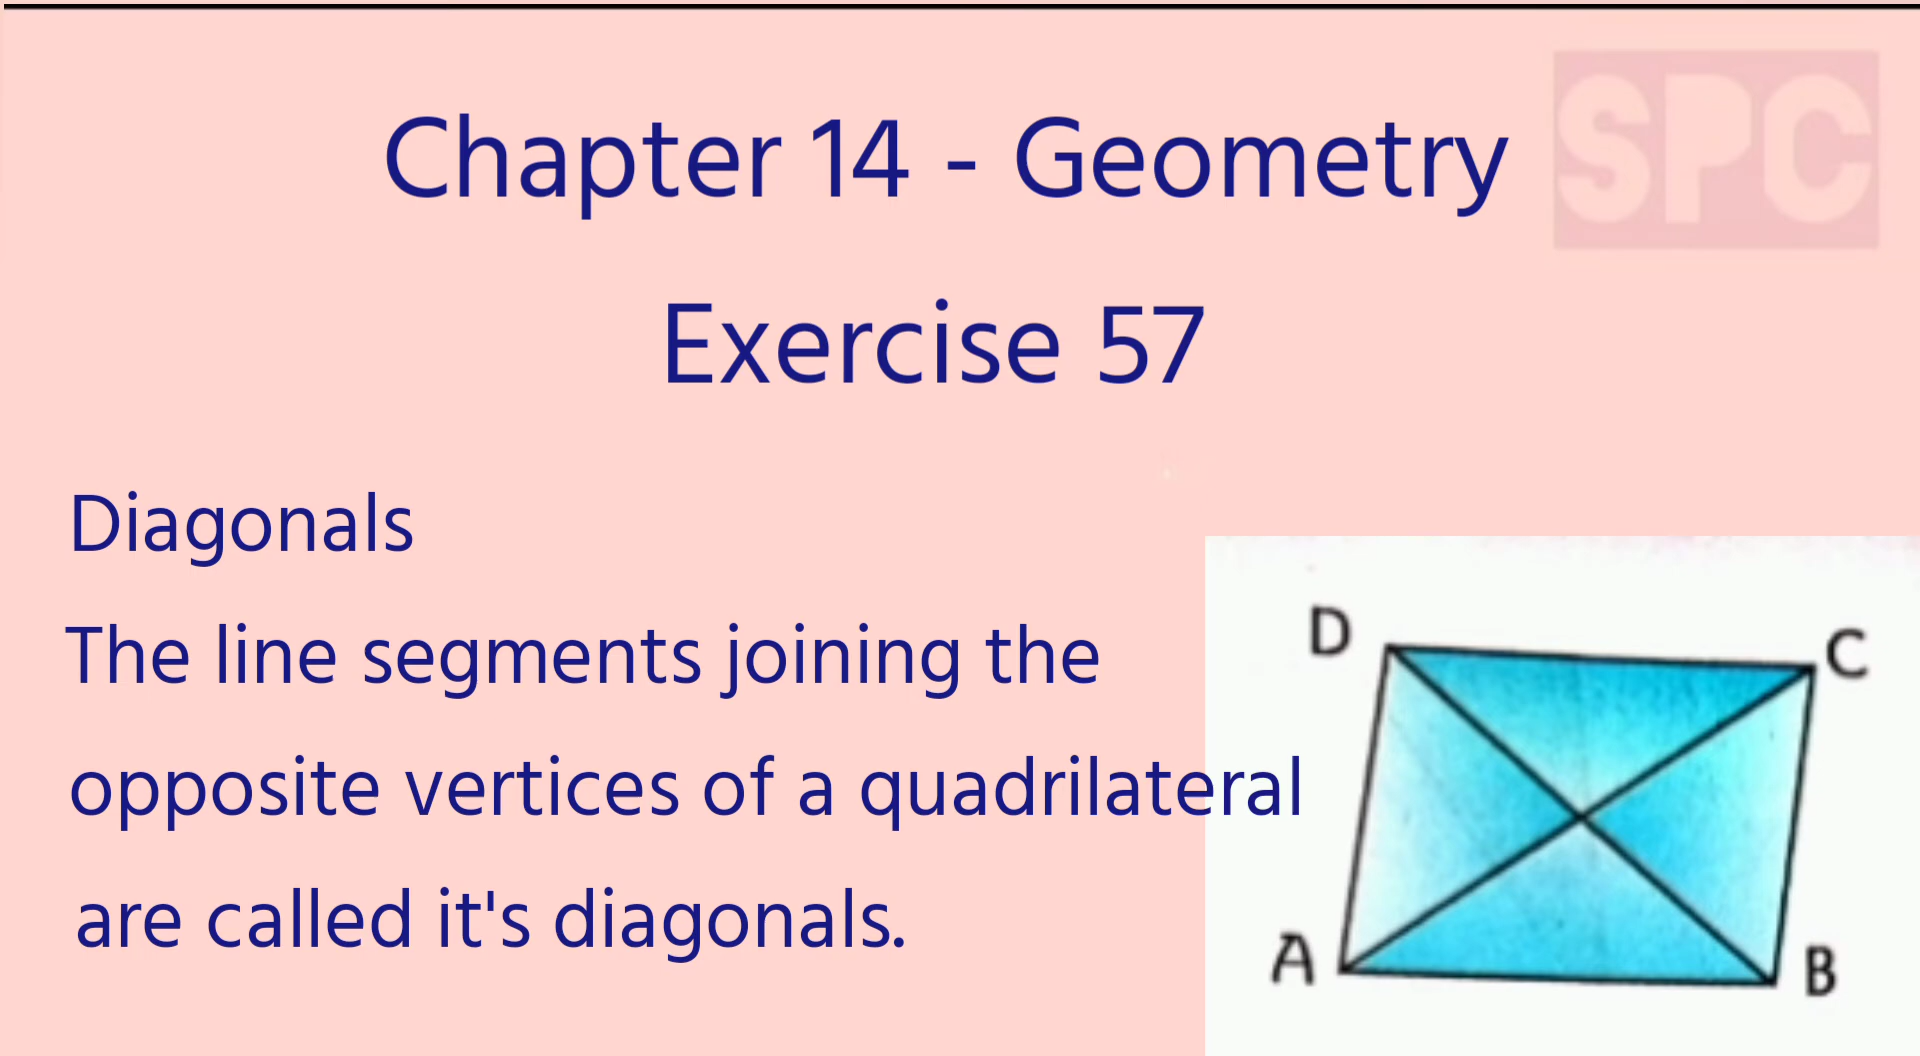 SPC
Chapter 14 - Geometry
Exercise 57
Diagonals
The line segments joining the
opposite vertices of a quadrilateral
are called it's diagonals.
D
C
A
B